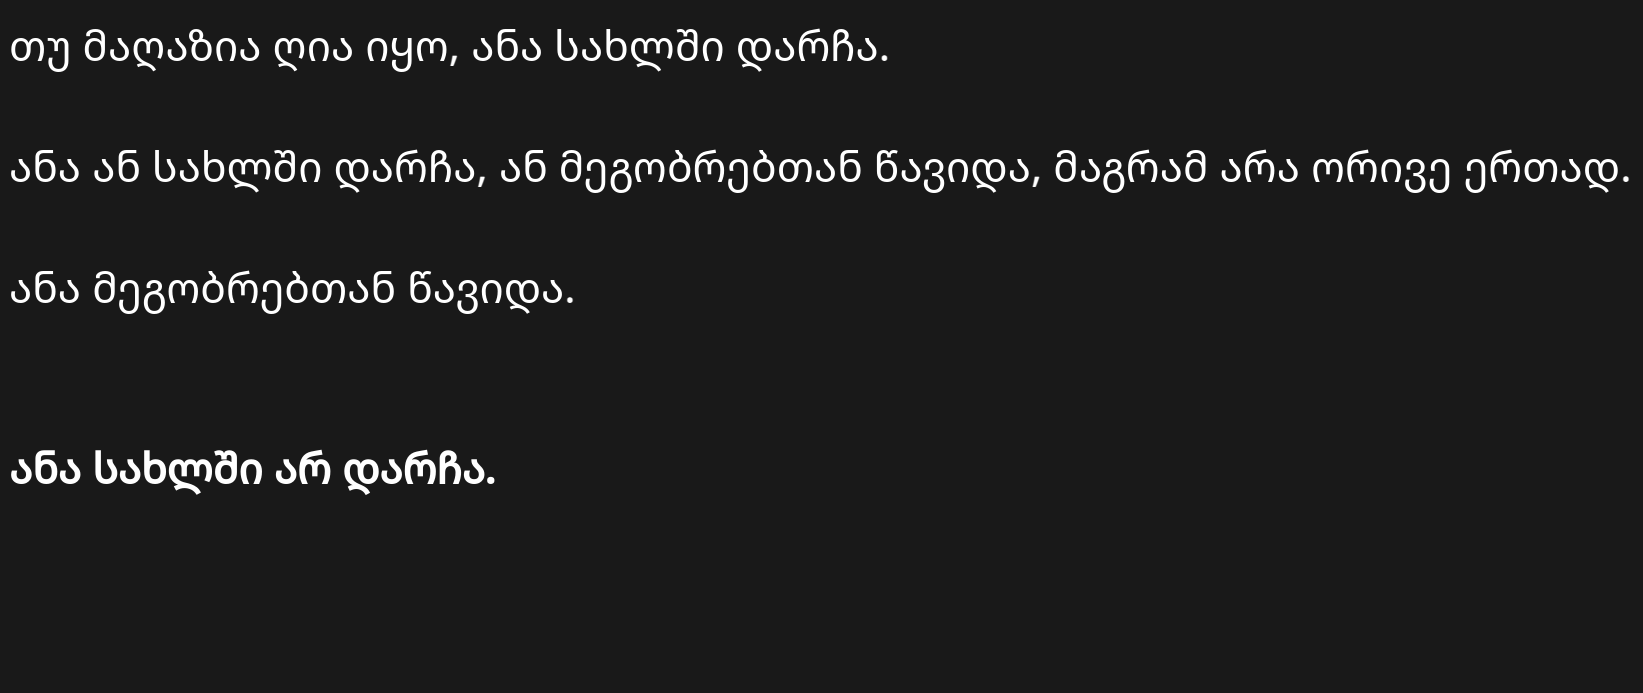 თუ მაღაზია ღია იყო, ანა სახლში დარჩა.
ანა ან სახლში დარჩა, ან მეგობრებთან წავიდა, მაგრამ არა ორივე ერთად.
ანა მეგობრებთან წავიდა.
ანა სახლში არ დარჩა.